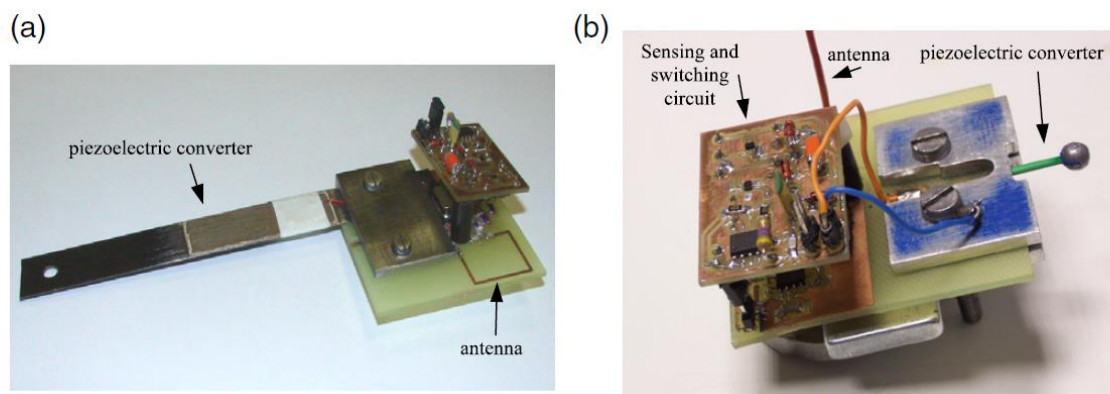 (a)
piezoelectric converter
antenna
(b)
Sensing and
switching
circuit
antenna
piezoelectric converter